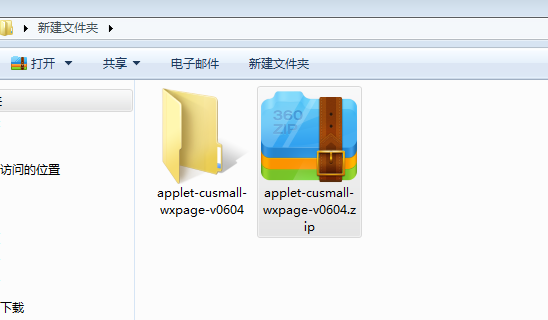 新建文件夹
打开 共享 电子邮件 新建文件夹
访问的位置
下载
360
ZIP
applet-cusmall-
wxpage-v0604
applet-cusmall-
wxpage-v0604.z
ip